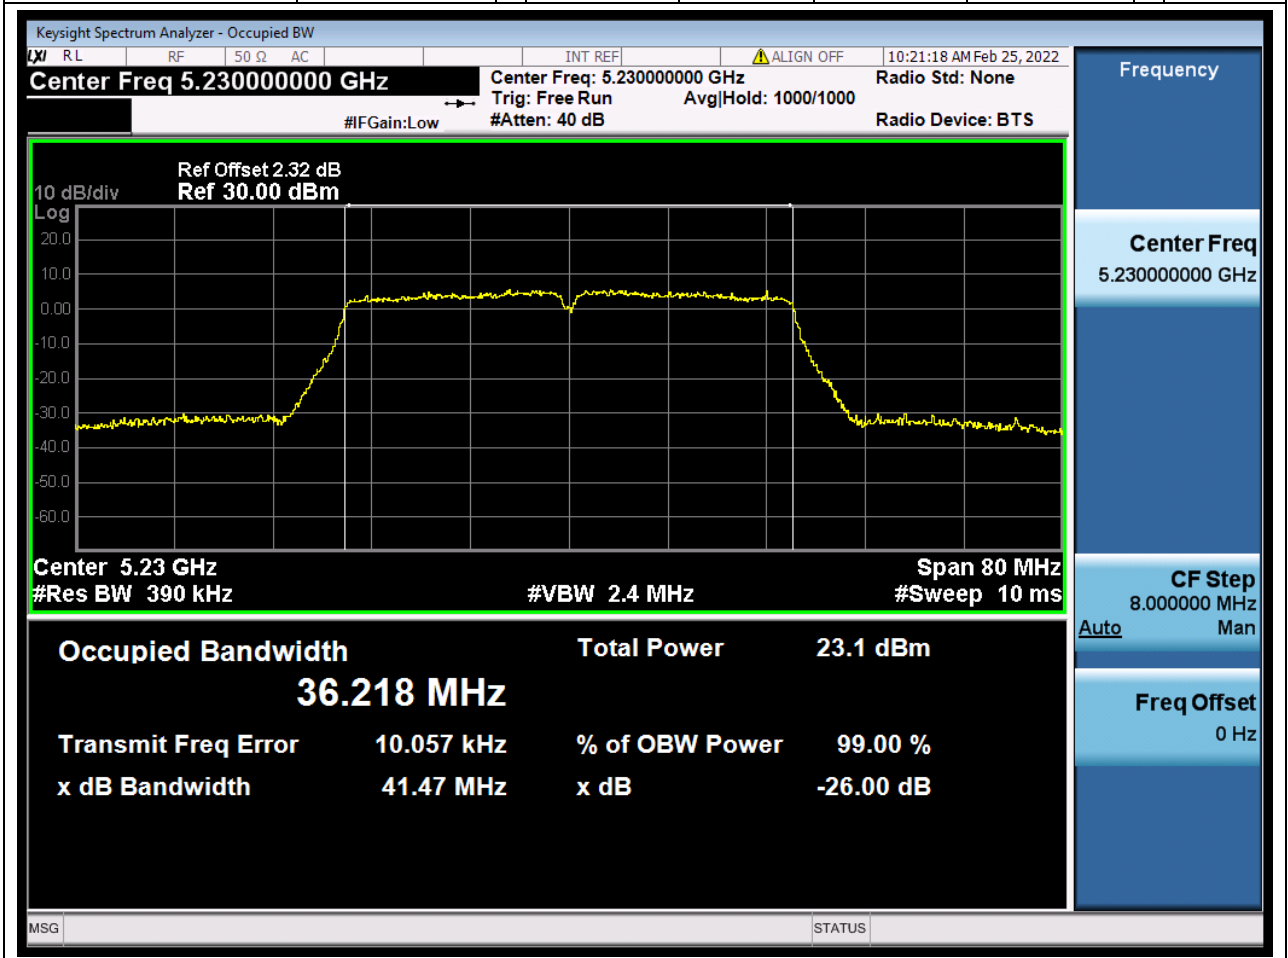 Keysight Spectrum Analyzer - Occupied BW
LXI RL RF 50 Ω AC INT REF ALIGN OFF 10:21:18 AM Feb 25, 2022
Center Freq 5.230000000 GHz
Center Freq: 5.230000000 GHz Radio Std: None
Trig: Free Run Avg|Hold: 1000/1000
#IFGain:Low #Atten: 40 dB Radio Device: BTS
Ref Offset 2.32 dB
10 dB/div Ref 30.00 dBm
Log
20.0
10.0
0.00
-10.0
-20.0
-30.0
-40.0
-50.0
-60.0
Center 5.23 GHz Span 80 MHz
#Res BW 390 kHz #VBW 2.4 MHz #Sweep 10 ms
Occupied Bandwidth Total Power 23.1 dBm
36.218 MHz
Transmit Freq Error 10.057 kHz % of OBW Power 99.00 %
x dB Bandwidth 41.47 MHz x dB -26.00 dB
MSG STATUS
Frequency
Center Freq
5.230000000 GHz
CF Step
8.000000 MHz
Auto Man
Freq Offset
0 Hz